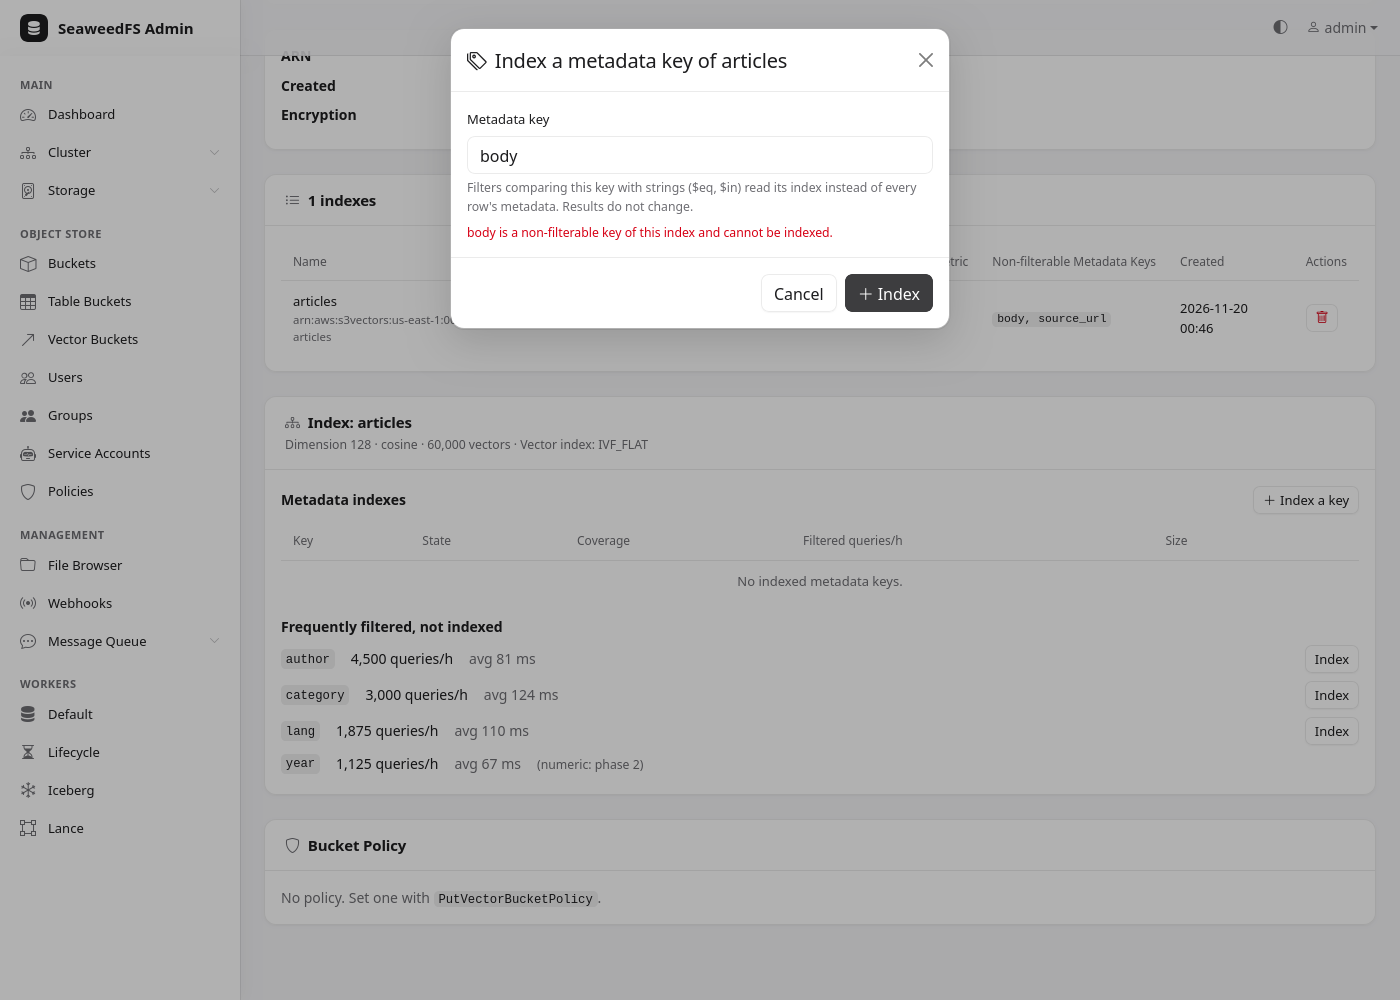 SeaweedFS Admin
admin
MAIN
Dashboard
Cluster
Storage
OBJECT STORE
Buckets
Table Buckets
Vector Buckets
Users
Groups
Service Accounts
Policies
MANAGEMENT
File Browser
Webhooks
Message Queue
WORKERS
Default
Lifecycle
Iceberg
Lance
ARN
Created
Encryption
Index a metadata key of articles
Metadata key
body
Filters comparing this key with strings ($eq, $in) read its index instead of every
row's metadata. Results do not change.
body is a non-filterable key of this index and cannot be indexed.
Cancel
Index
1 indexes
Name Non-filterable Metadata Keys Created Actions
articles
arn:aws:s3vectors:us-east-1:
articles
body, source_url
2026-11-20
00:46
Index: articles
Dimension 128 · cosine · 60,000 vectors · Vector index: IVF_FLAT
Metadata indexes
Index a key
Key State Coverage Filtered queries/h Size
No indexed metadata keys.
Frequently filtered, not indexed
author 4,500 queries/h avg 81 ms Index
category 3,000 queries/h avg 124 ms Index
lang 1,875 queries/h avg 110 ms Index
year 1,125 queries/h avg 67 ms (numeric: phase 2)
Bucket Policy
No policy. Set one with PutVectorBucketPolicy.